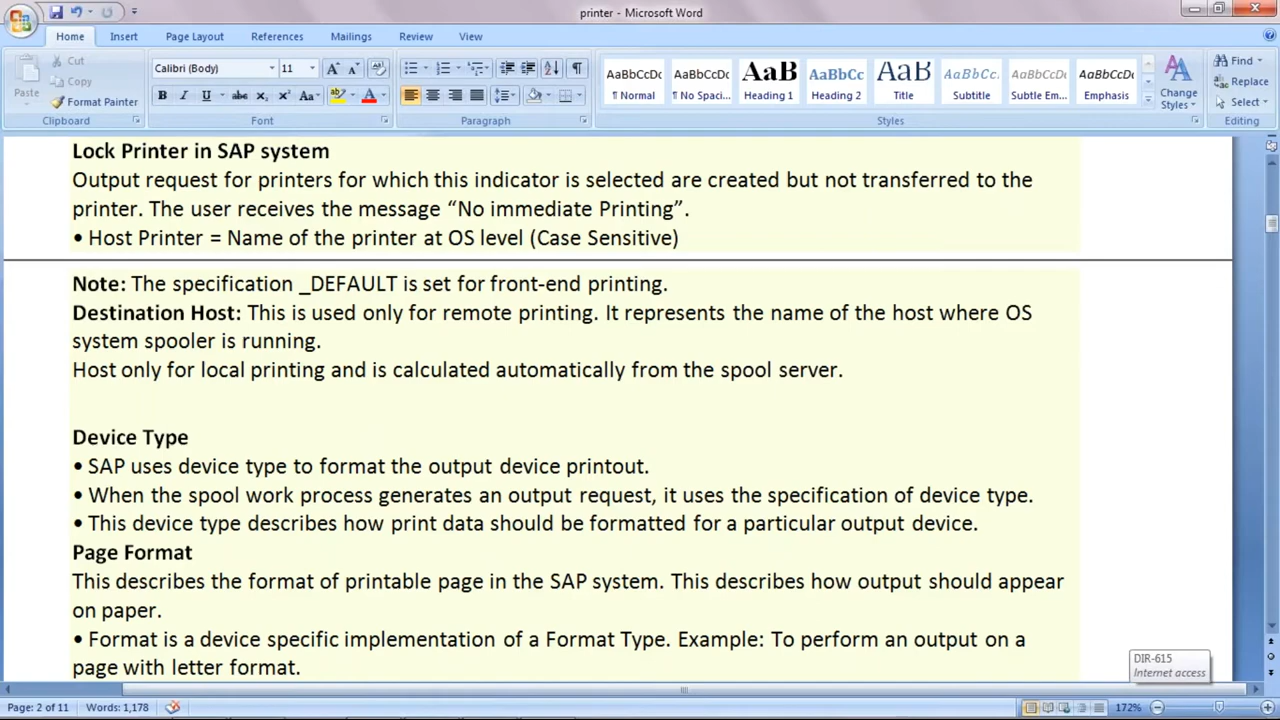 printer - Microsoft Word
Home Insert Page Layout References Mailings Review View
Paste
Cut
Copy
Format Painter
Clipboard
Calibri (Body) 11
Font
Paragraph
AaBbCcDc AaBbCcDc AaB AaBbCc AaB AaBbCc. AaBbCcDc AaBbCcDc
¶ Normal ¶ No Spaci... Heading 1 Heading 2 Title Subtitle Subtle Em... Emphasis
Change Styles
Styles
Find
Replace
Select
Editing
Lock Printer in SAP system
Output request for printers for which this indicator is selected are created but not transferred to the
printer. The user receives the message “No immediate Printing”.
• Host Printer = Name of the printer at OS level (Case Sensitive)
Note: The specification _DEFAULT is set for front-end printing.
Destination Host: This is used only for remote printing. It represents the name of the host where OS
system spooler is running.
Host only for local printing and is calculated automatically from the spool server.
Device Type
• SAP uses device type to format the output device printout.
• When the spool work process generates an output request, it uses the specification of device type.
• This device type describes how print data should be formatted for a particular output device.
Page Format
This describes the format of printable page in the SAP system. This describes how output should appear
on paper.
• Format is a device specific implementation of a Format Type. Example: To perform an output on a
page with letter format.
DIR-615
Internet access
Page: 2 of 11 Words: 1,178 172%